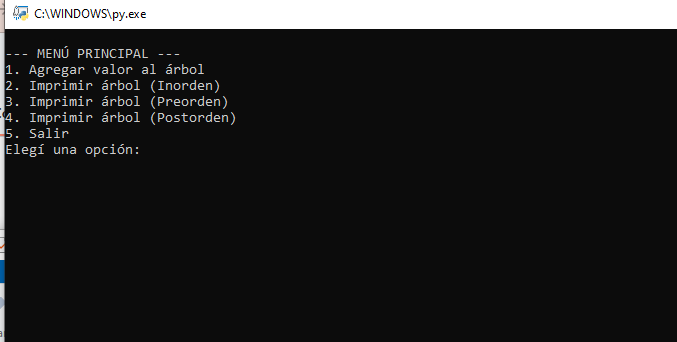 C:\WINDOWS\py.exe
--- MENÚ PRINCIPAL ---
1. Agregar valor al árbol
2. Imprimir árbol (Inorden)
3. Imprimir árbol (Preorden)
4. Imprimir árbol (Postorden)
5. Salir
Elegí una opción: